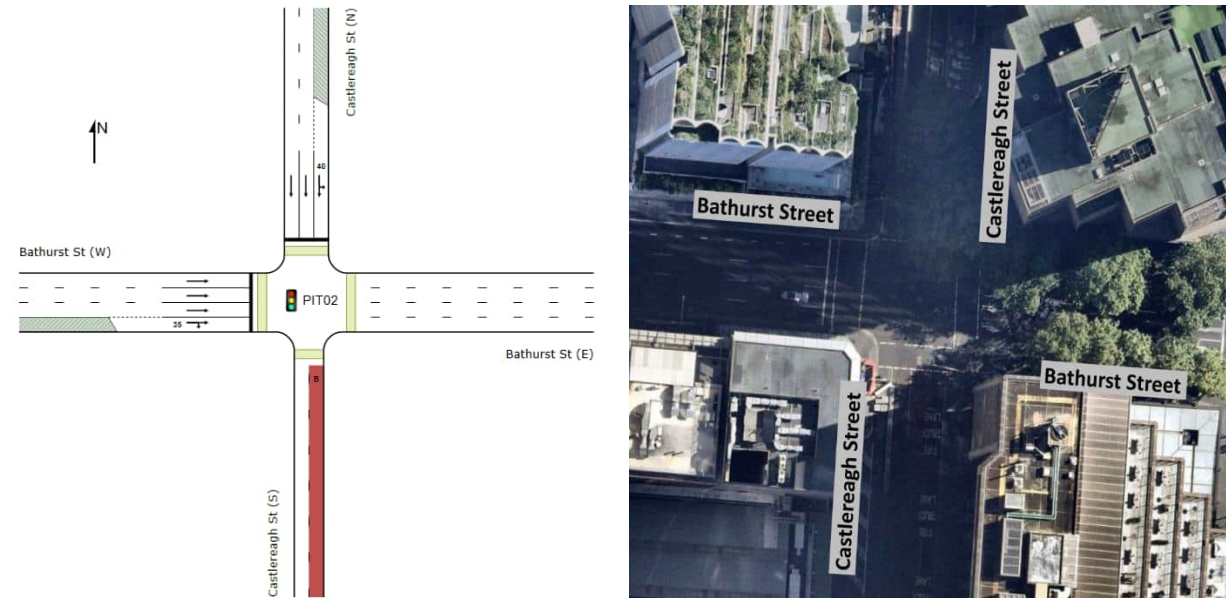 Castlereagh St (N)
N
40
Bathurst St (W)
35
PIT02
Bathurst St (E)
B
Castlereagh St (S)
Castlereagh Street
Bathurst Street
Bathurst Street
Castlereagh Street